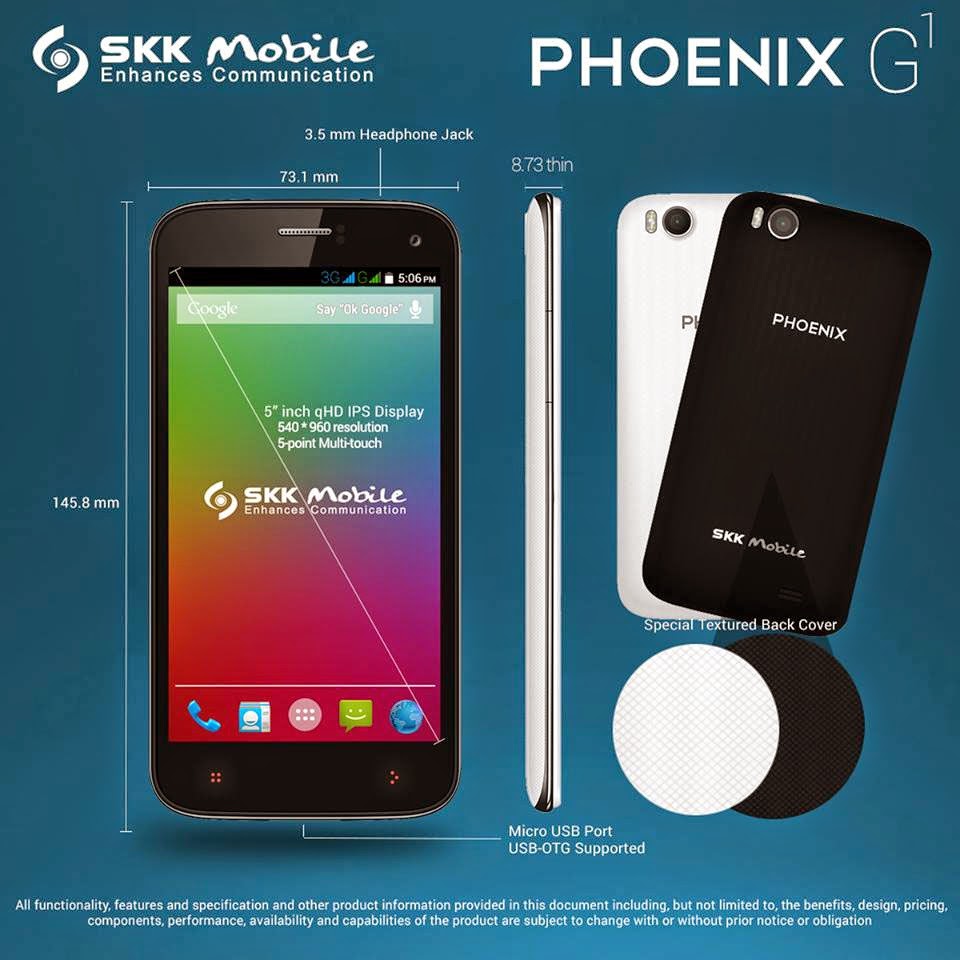 SKK Mobile
Enhances Communication
PHOENIX G1
3.5 mm Headphone Jack
73.1 mm
8.73 thin
3G G 5:06 PM
Google Say "Ok Google"
5" inch qHD IPS Display
540 * 960 resolution
5-point Multi-touch
SKK Mobile
Enhances Communication
145.8 mm
PH
PHOENIX
SKK Mobile
Special Textured Back Cover
Micro USB Port
USB-OTG Supported
All functionality, features and specification and other product information provided in this document including, but not limited to, the benefits, design, pricing,
components, performance, availability and capabilities of the product are subject to change with or without prior notice or obligation